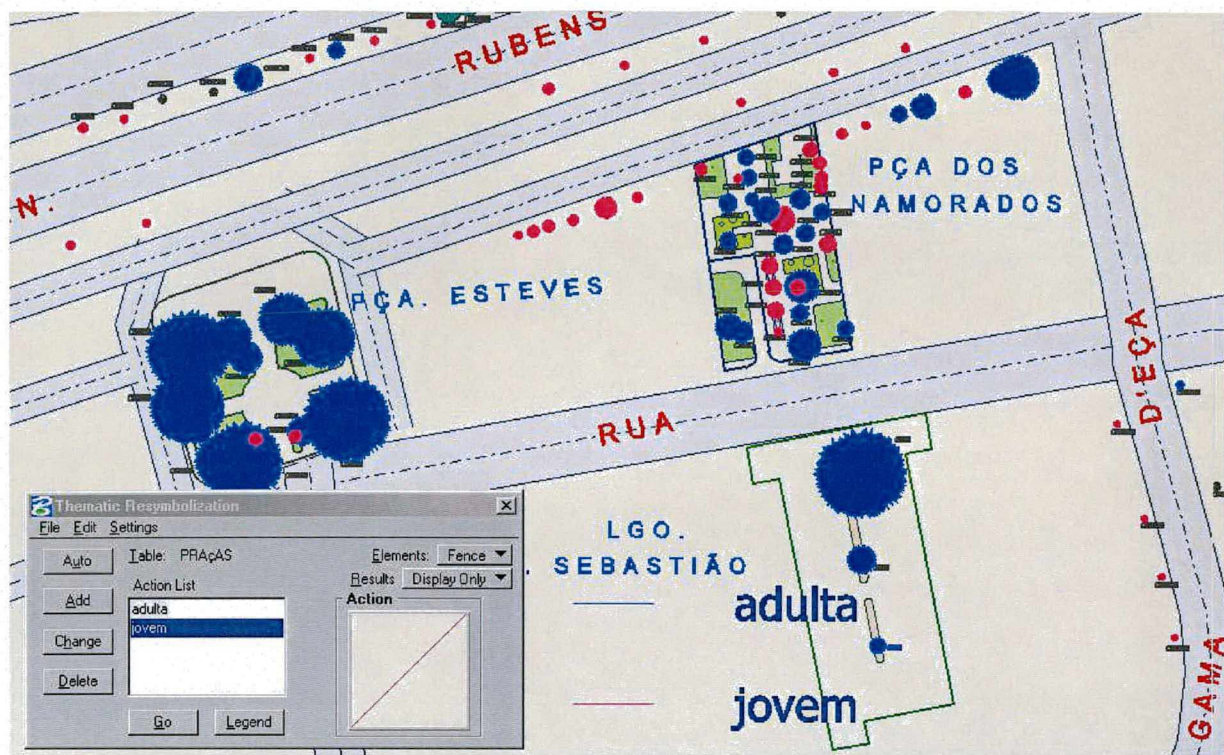 RUBENS
N.
PÇA DOS
NAMORADOS
PÇA. ESTEVES
D'EÇA
RUA
GAMA
LGO.
. SEBASTIÃO
adulta
jovem
Thematic Resymbolization
File Edit Settings
Auto
Table: PRAçAS
Elements: Fence
Results Display Only
Action List
Action
Add
adulta
jovem
Change
Delete
Go
Legend